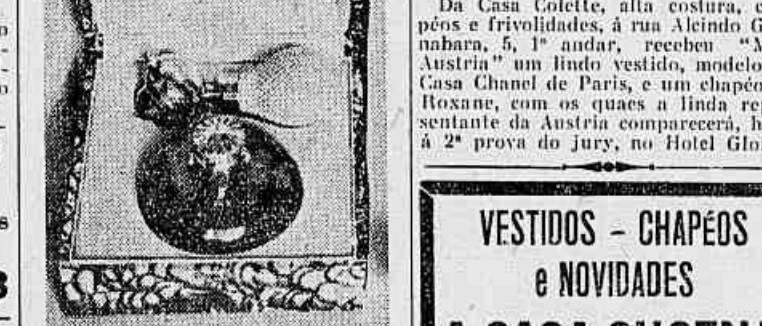 Da Casa Colette, alta costura, c
péos e frivolidades, á rua Alcindo G
nabara, 5, 1º andar, recebeu "M
Austria" um lindo vestido, modelo
Casa Chanel de Paris, e um chapéo
Roxane, com os quaes a linda re
sentante da Austria comparecerá, h
á 2ª prova do jury, no Hotel Glo
VESTIDOS - CHAPÉOS
e NOVIDADES
A CASA